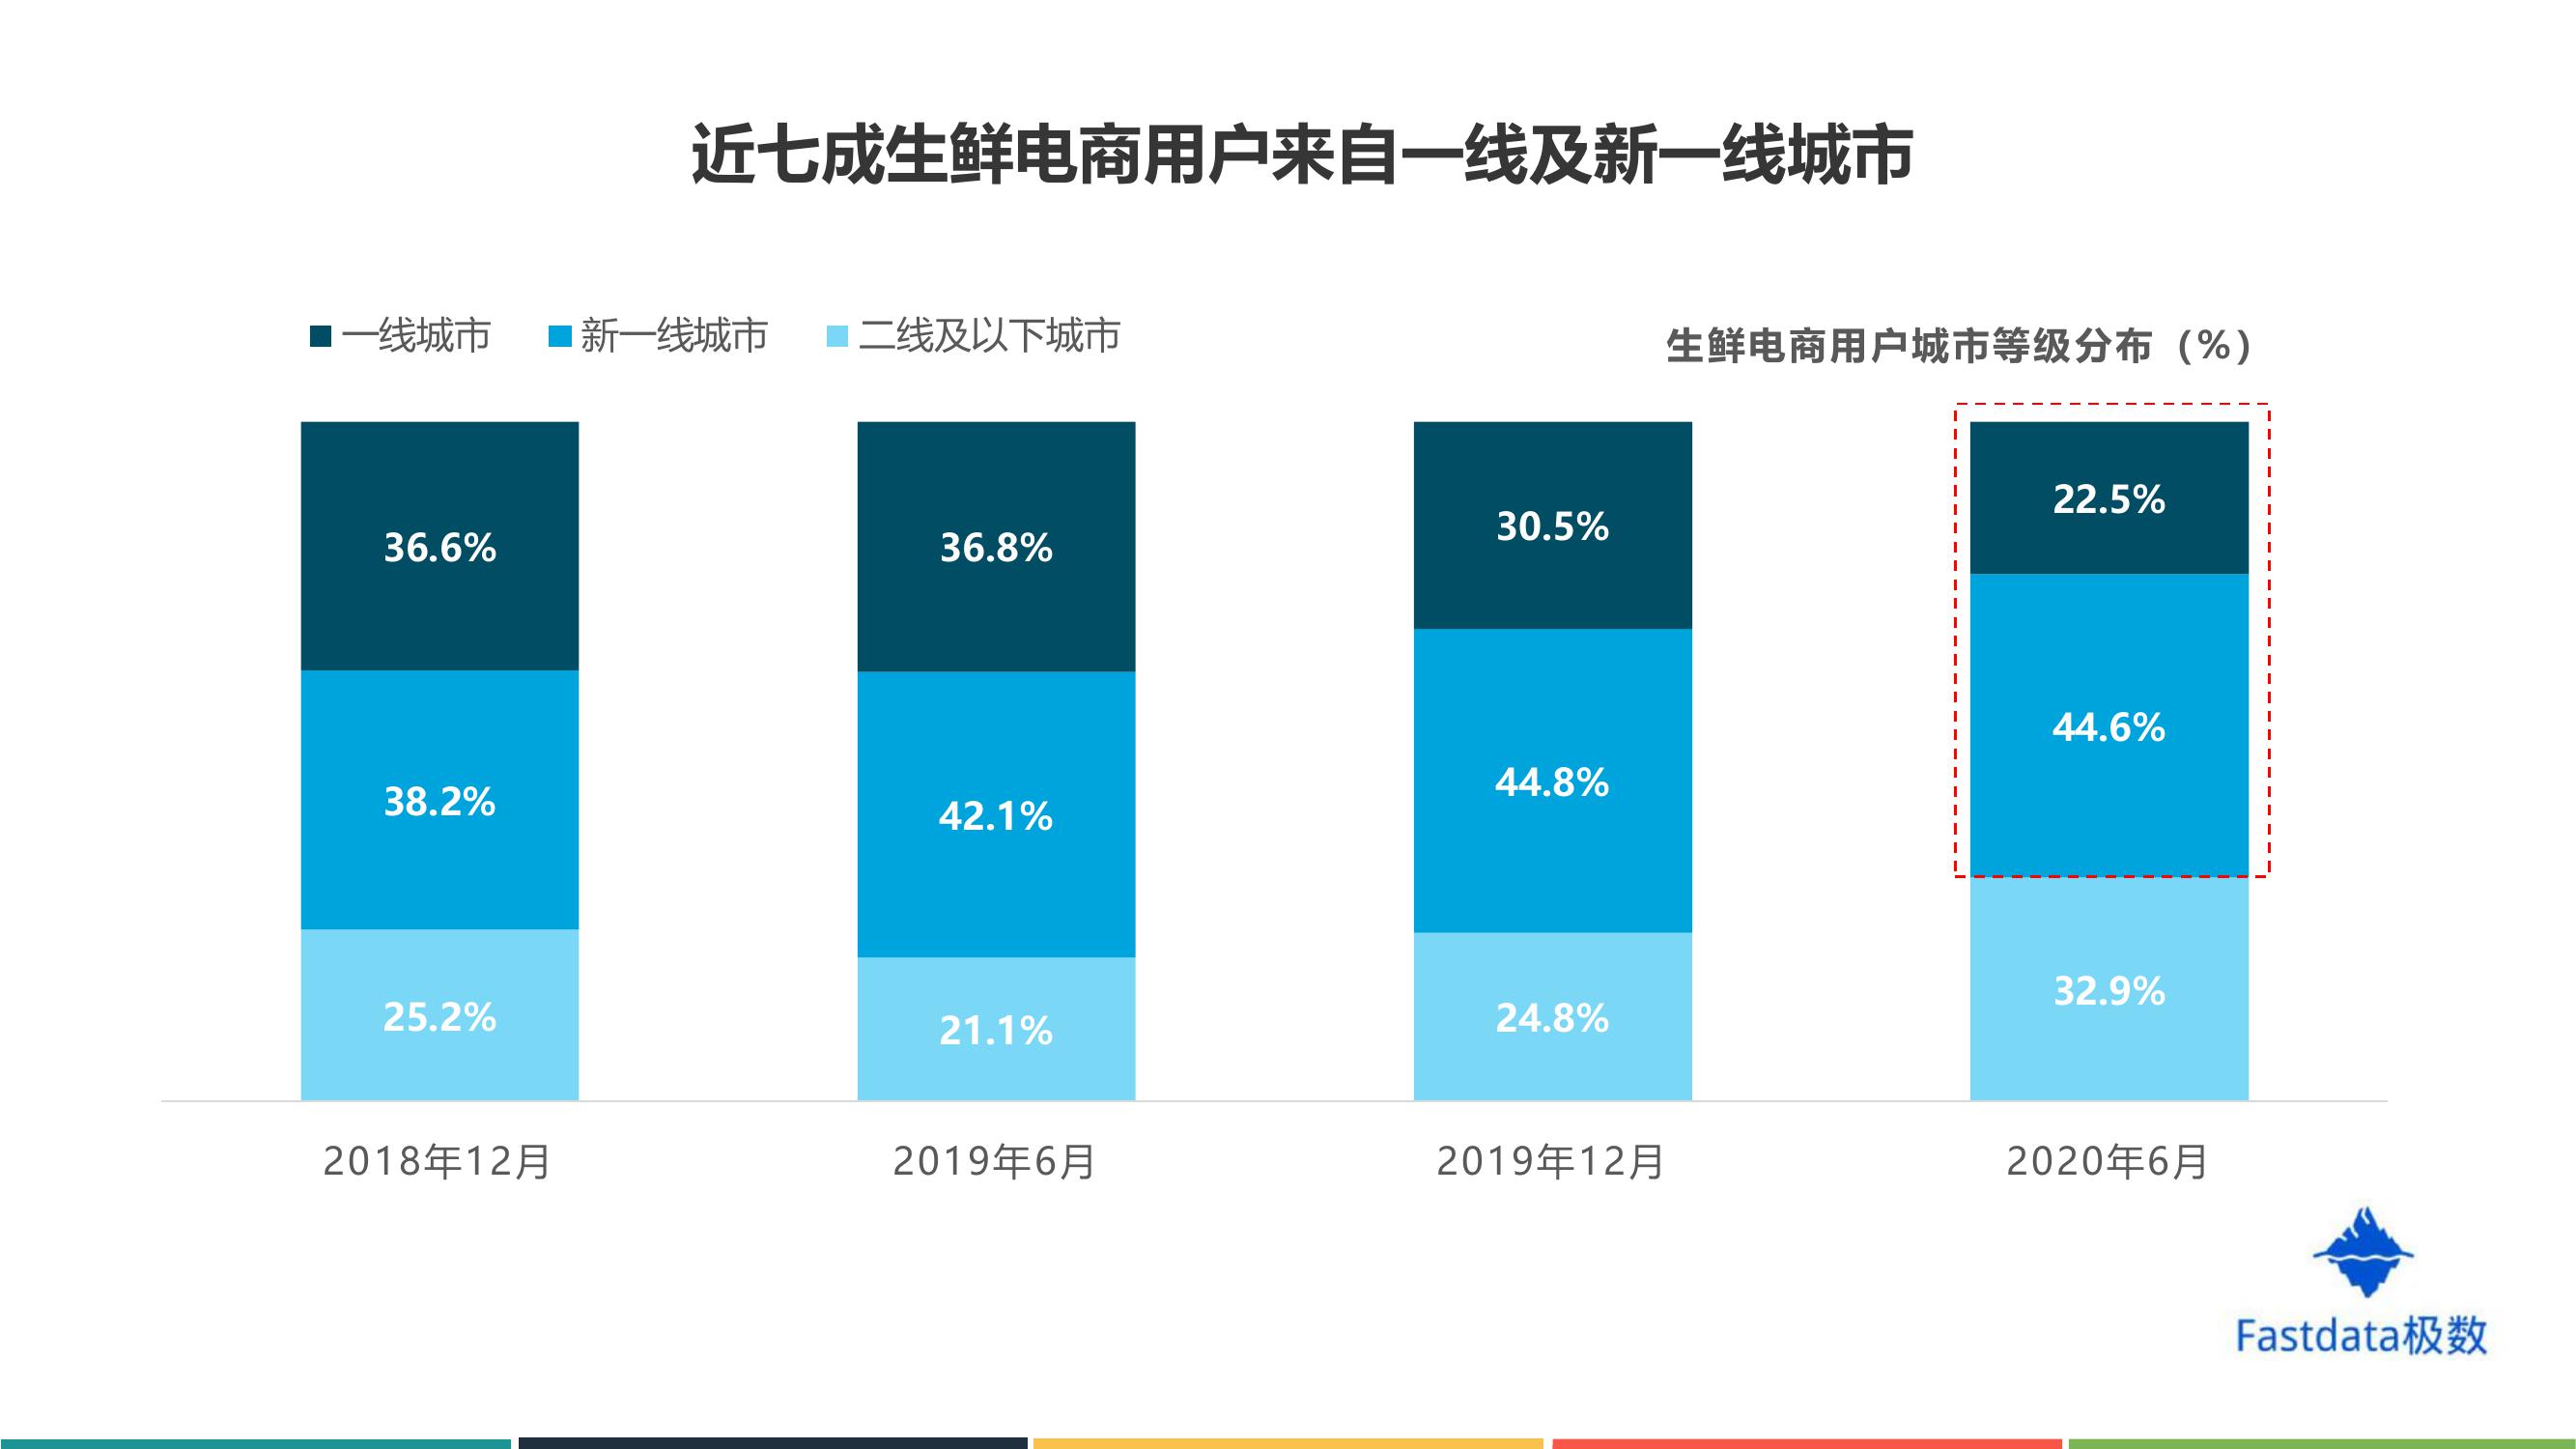 近七成生鲜电商用户来自一线及新一线城市
一线城市 新一线城市 二线及以下城市
生鲜电商用户城市等级分布（%）
36.6% 36.8% 30.5% 22.5%
38.2% 42.1% 44.8% 44.6%
25.2% 21.1% 24.8% 32.9%
2018年12月 2019年6月 2019年12月 2020年6月
Fastdata极数